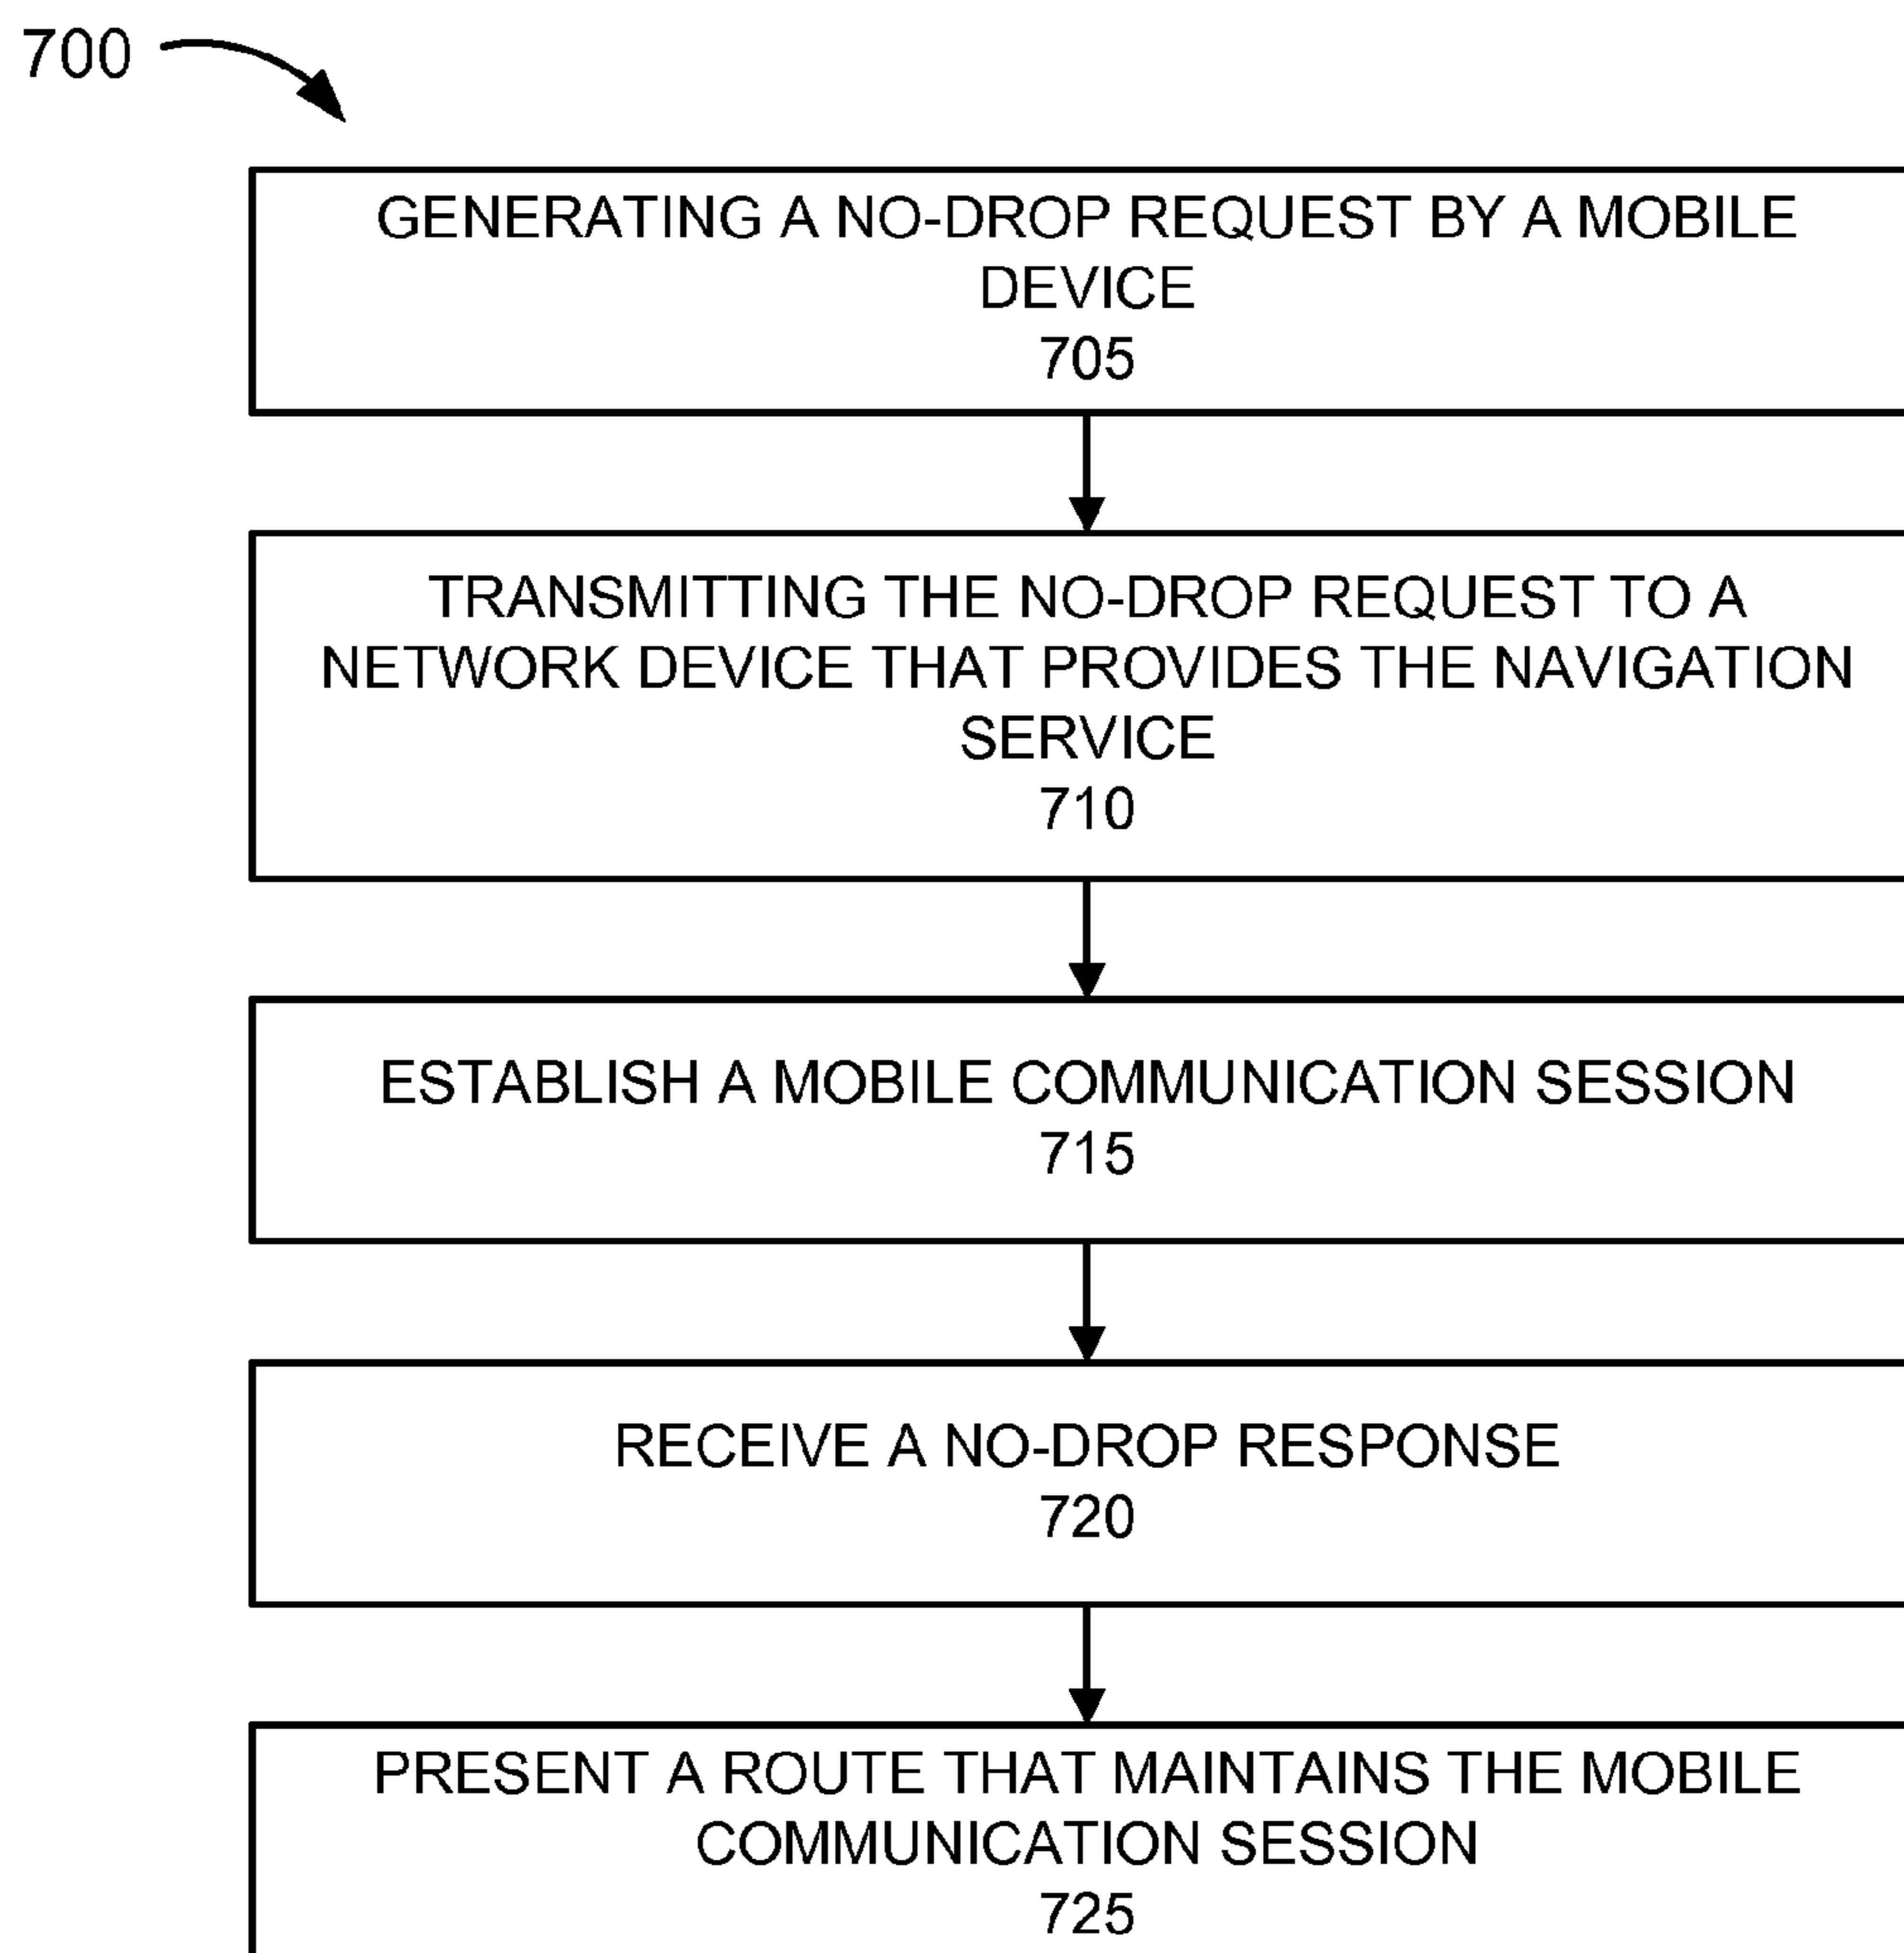 700
GENERATING A NO-DROP REQUEST BY A MOBILE
DEVICE
705
TRANSMITTING THE NO-DROP REQUEST TO A
NETWORK DEVICE THAT PROVIDES THE NAVIGATION
SERVICE
710
ESTABLISH A MOBILE COMMUNICATION SESSION
715
RECEIVE A NO-DROP RESPONSE
720
PRESENT A ROUTE THAT MAINTAINS THE MOBILE
COMMUNICATION SESSION
725